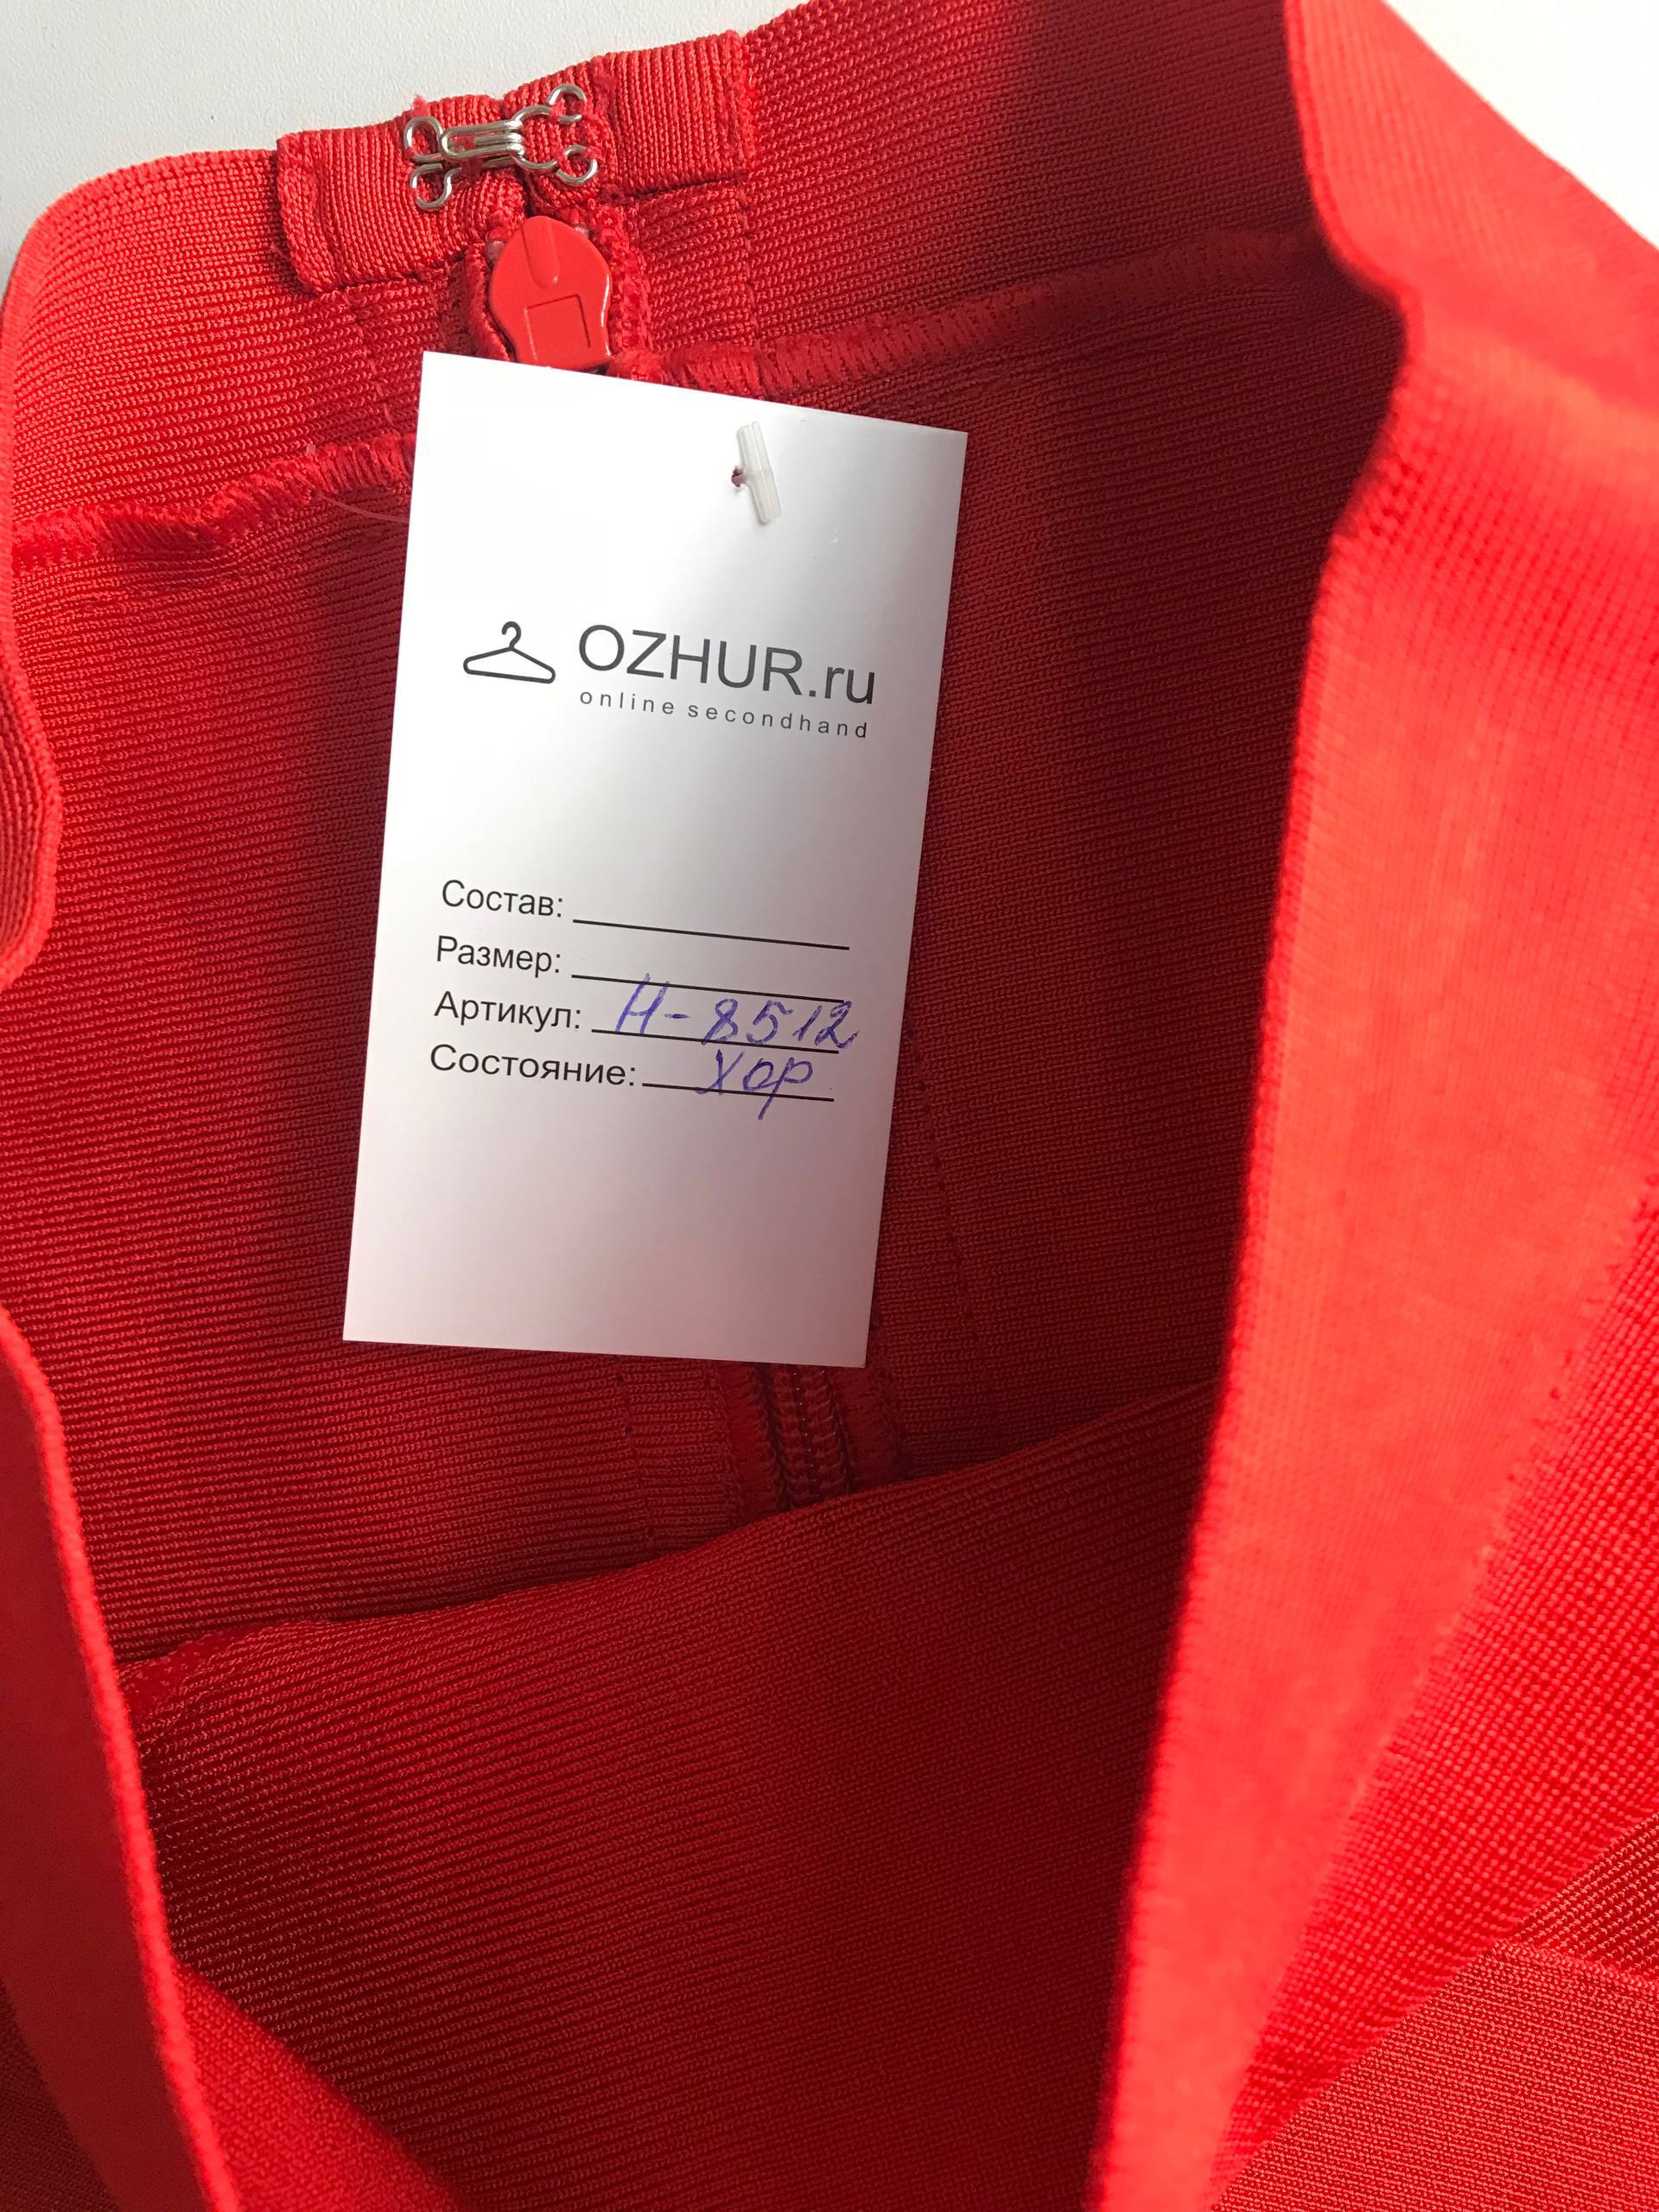 OZHUR.ru
online secondhand
Состав:
Размер:
Артикул: Н-8512
Состояние: хор